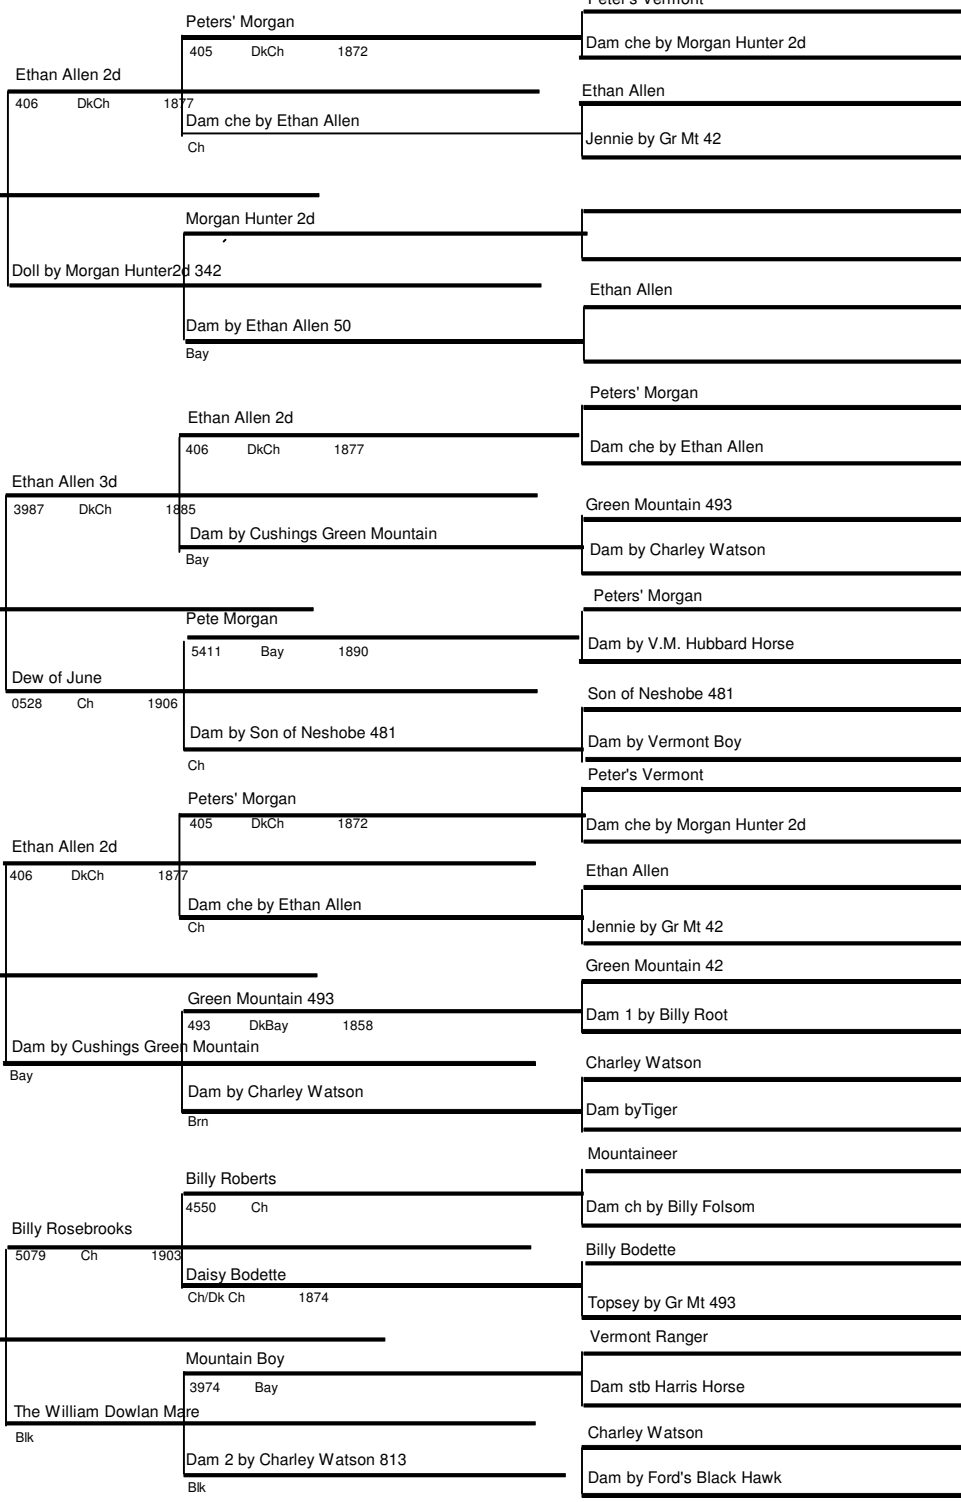 Peter's Vermont
Peters' Morgan
405 DkCh 1872
Dam che by Morgan Hunter 2d
Ethan Allen 2d
406 DkCh 1877
Ethan Allen
Dam che by Ethan Allen
Ch
Jennie by Gr Mt 42
Morgan Hunter 2d
Doll by Morgan Hunter2d 342
Ethan Allen
Dam by Ethan Allen 50
Bay
Peters' Morgan
Ethan Allen 2d
406 DkCh 1877
Dam che by Ethan Allen
Ethan Allen 3d
3987 DkCh 1885
Green Mountain 493
Dam by Cushings Green Mountain
Bay
Dam by Charley Watson
Peters' Morgan
Pete Morgan
5411 Bay 1890
Dam by V.M. Hubbard Horse
Dew of June
0528 Ch 1906
Son of Neshobe 481
Dam by Son of Neshobe 481
Ch
Dam by Vermont Boy
Peter's Vermont
Peters' Morgan
405 DkCh 1872
Dam che by Morgan Hunter 2d
Ethan Allen 2d
406 DkCh 1877
Ethan Allen
Dam che by Ethan Allen
Ch
Jennie by Gr Mt 42
Green Mountain 42
Green Mountain 493
493 DkBay 1858
Dam 1 by Billy Root
Dam by Cushings Green Mountain
Bay
Charley Watson
Dam by Charley Watson
Brn
Dam byTiger
Mountaineer
Billy Roberts
4550 Ch
Dam ch by Billy Folsom
Billy Rosebrooks
5079 Ch 1903
Billy Bodette
Daisy Bodette
Ch/Dk Ch 1874
Topsey by Gr Mt 493
Vermont Ranger
Mountain Boy
3974 Bay
Dam stb Harris Horse
The William Dowlan Mare
Blk
Charley Watson
Dam 2 by Charley Watson 813
Blk
Dam by Ford's Black Hawk